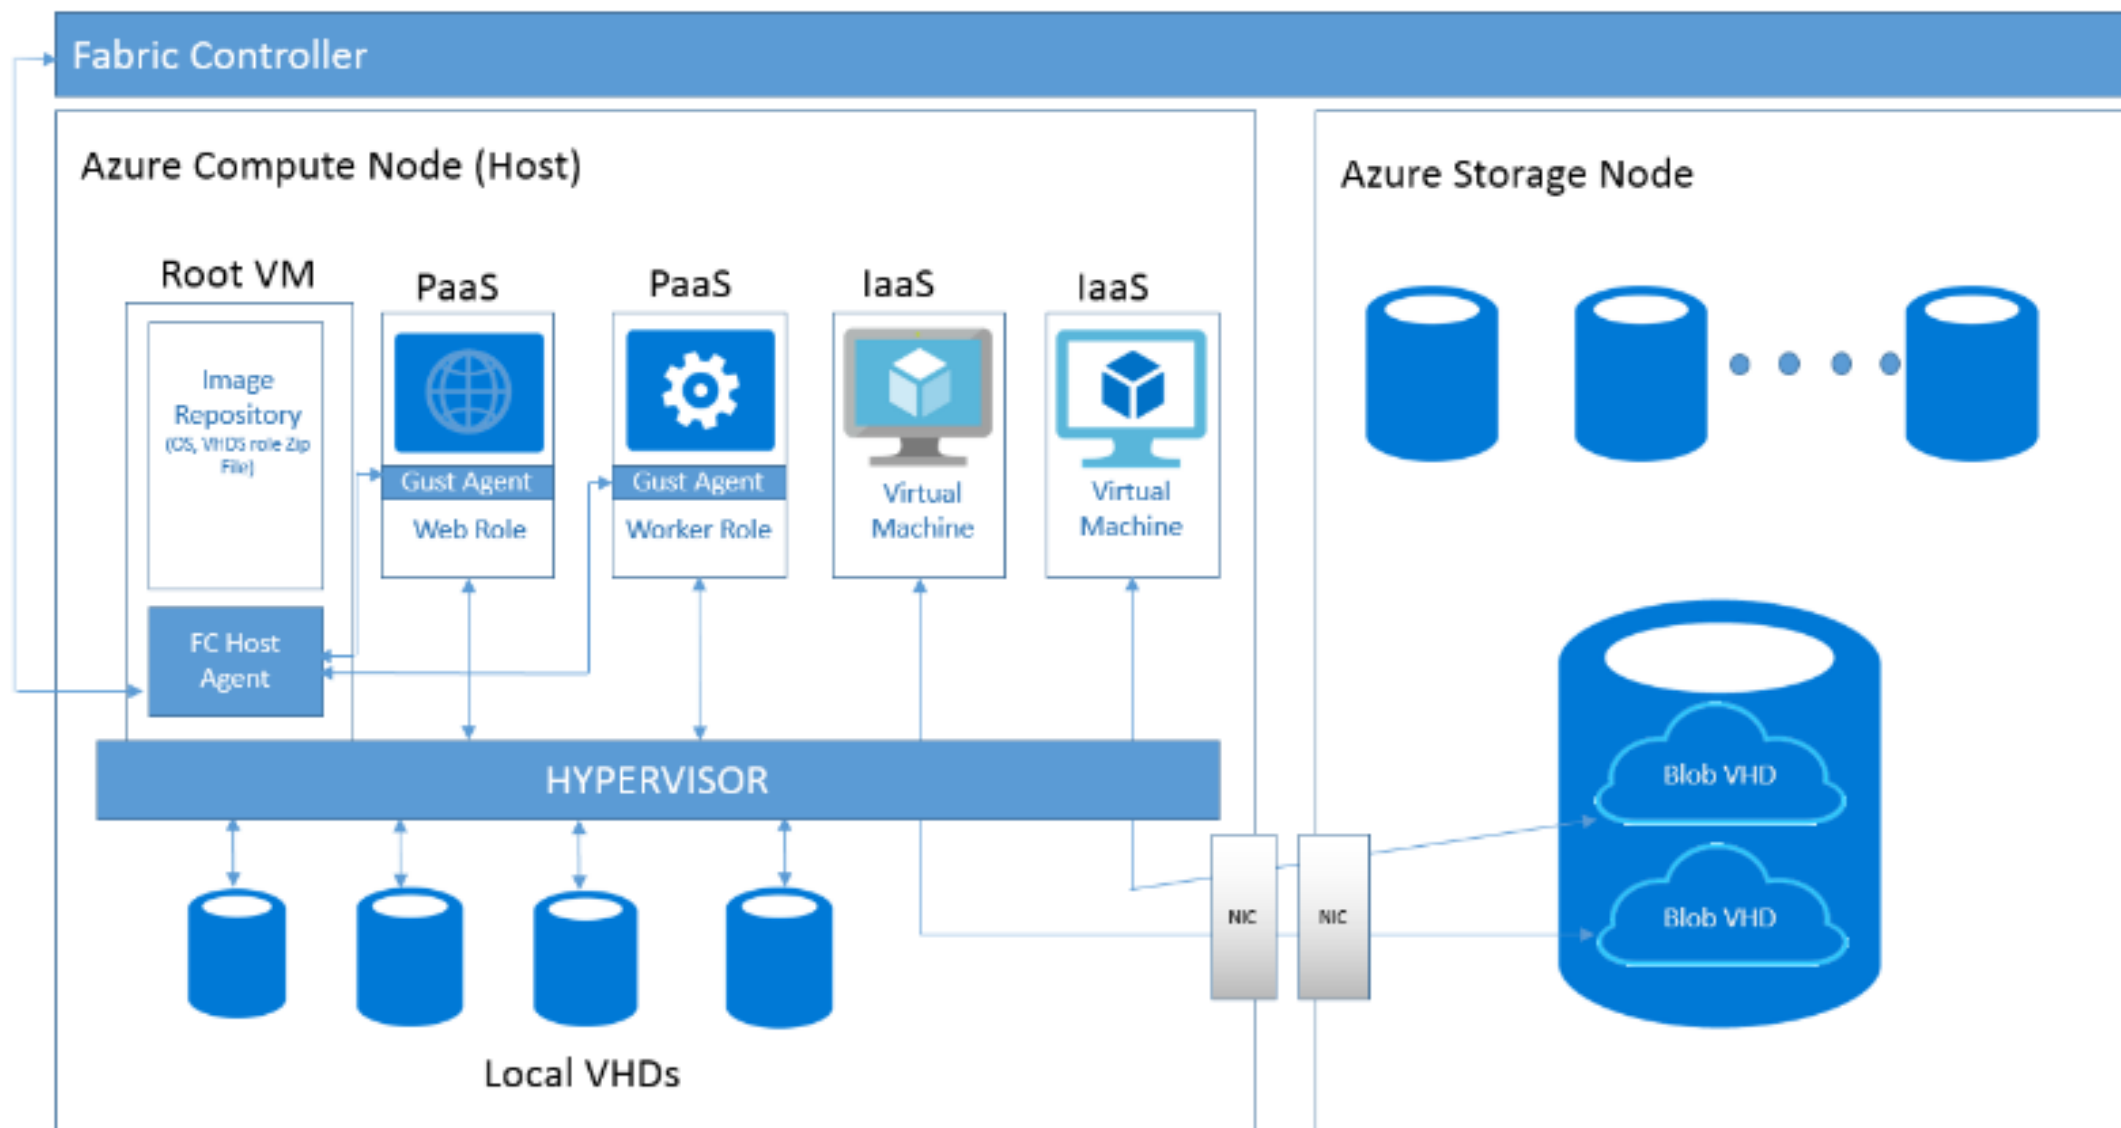 Fabric Controller
Azure Compute Node (Host)
Azure Storage Node
Root VM
PaaS
PaaS
IaaS
IaaS
Image
Repository
(OS, VHDS role Zip
File)
Gust Agent
Web Role
Gust Agent
Worker Role
Virtual
Machine
Virtual
Machine
FC Host
Agent
HYPERVISOR
Blob VHD
Blob VHD
NIC
NIC
Local VHDs